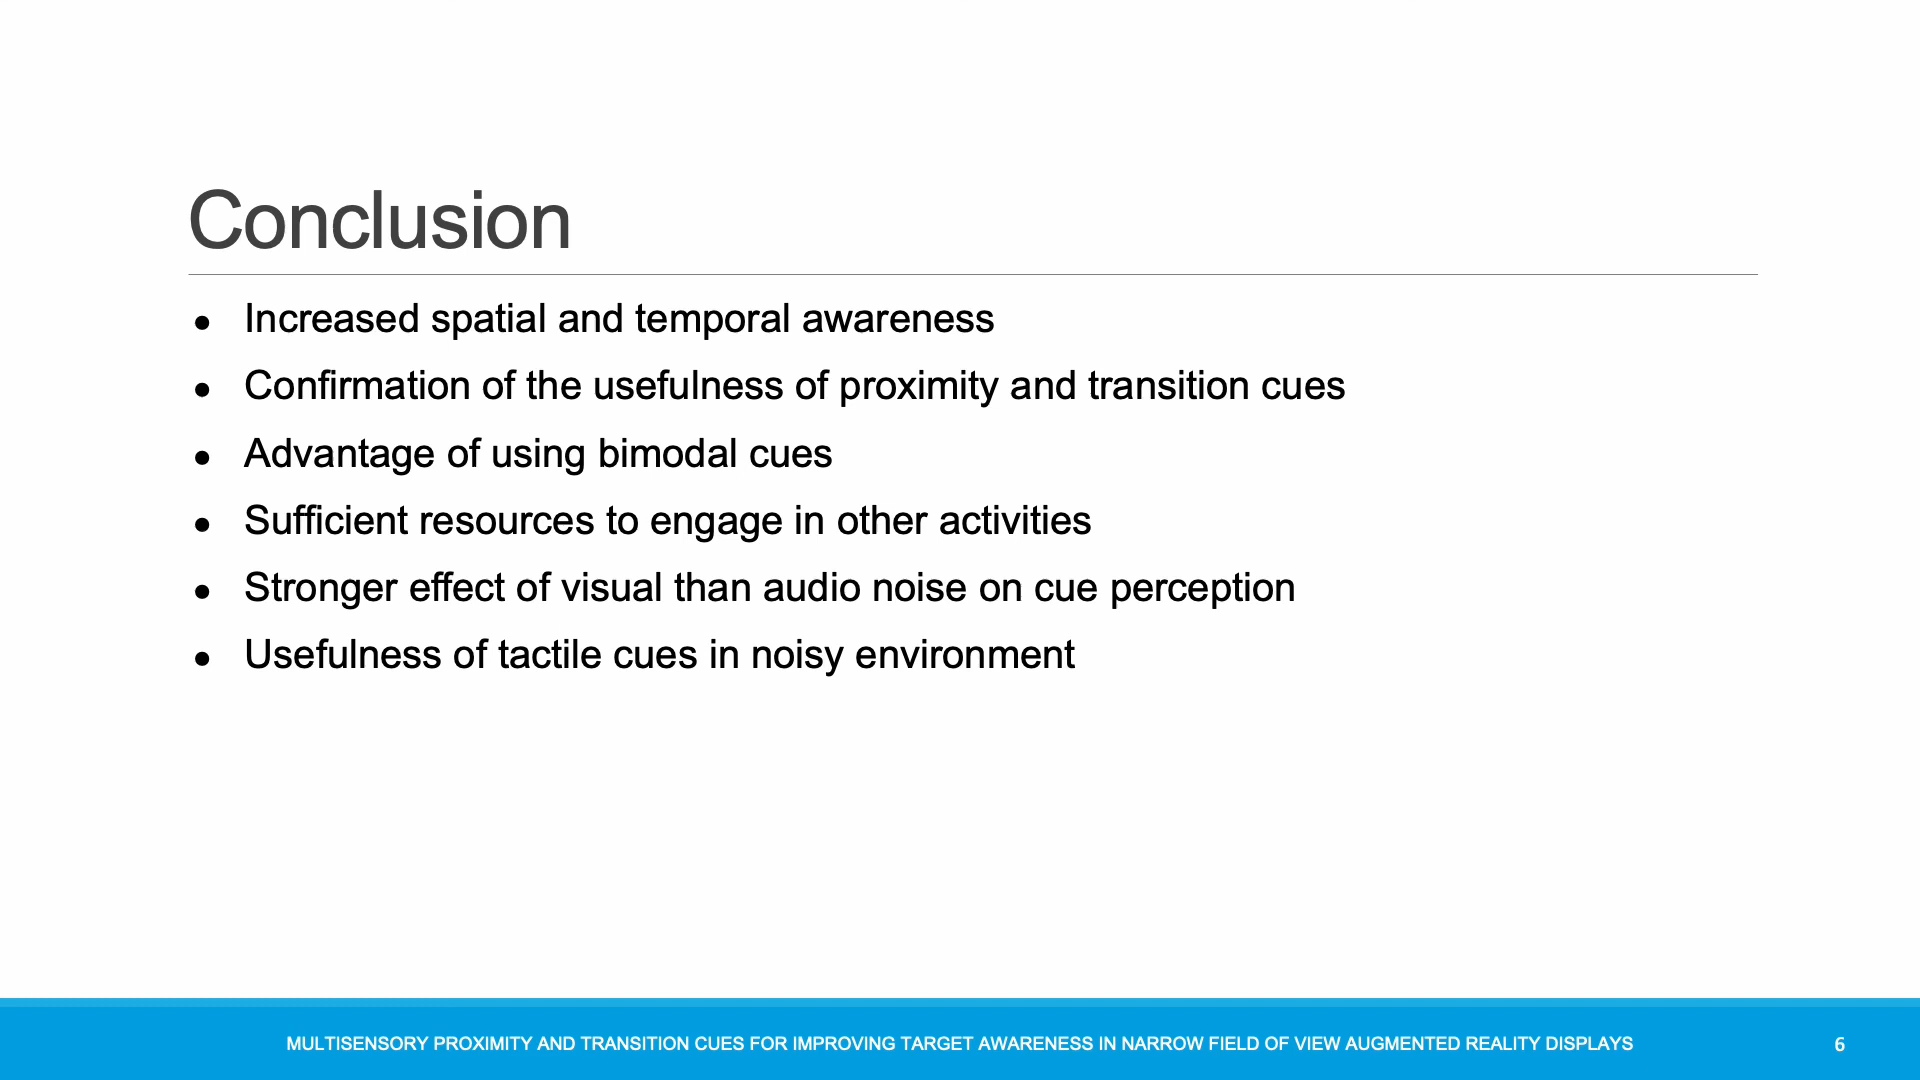 Conclusion
● Increased spatial and temporal awareness
● Confirmation of the usefulness of proximity and transition cues
● Advantage of using bimodal cues
● Sufficient resources to engage in other activities
● Stronger effect of visual than audio noise on cue perception
● Usefulness of tactile cues in noisy environment
MULTISENSORY PROXIMITY AND TRANSITION CUES FOR IMPROVING TARGET AWARENESS IN NARROW FIELD OF VIEW AUGMENTED REALITY DISPLAYS
6